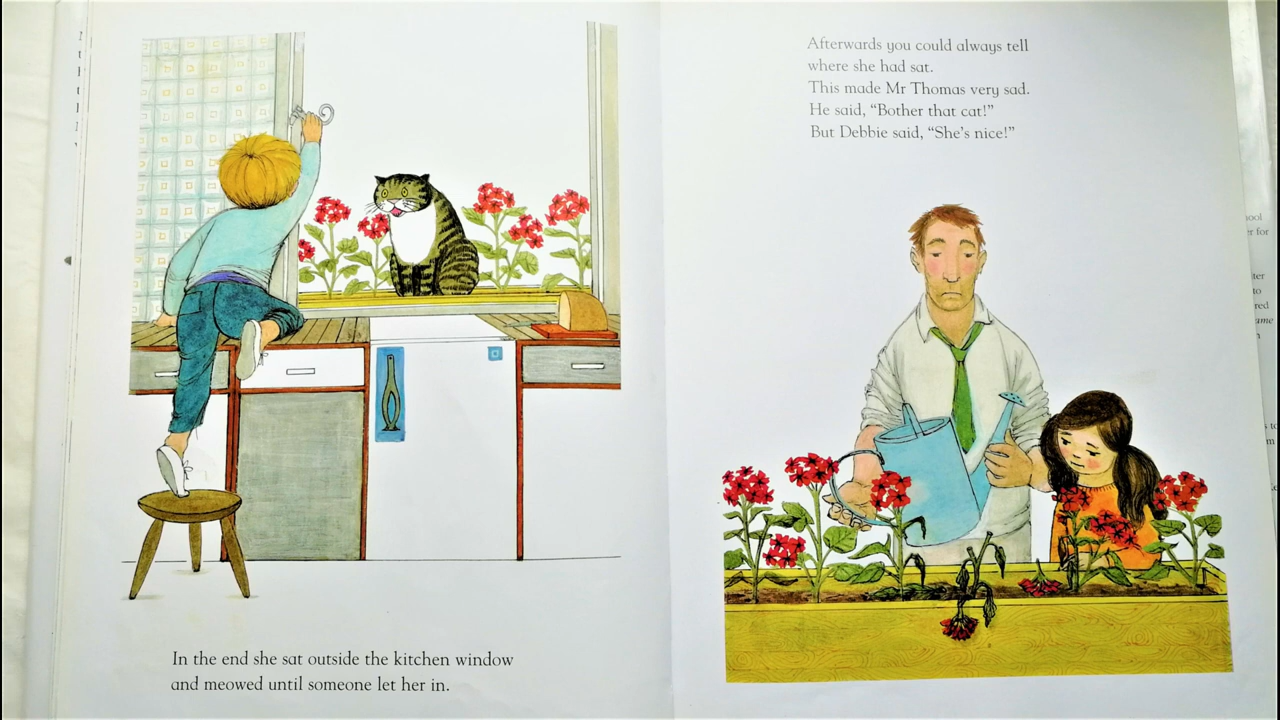 In the end she sat outside the kitchen window
and meowed until someone let her in.
Afterwards you could always tell
where she had sat.
This made Mr Thomas very sad.
He said, “Bother that cat!”
But Debbie said, “She’s nice!”